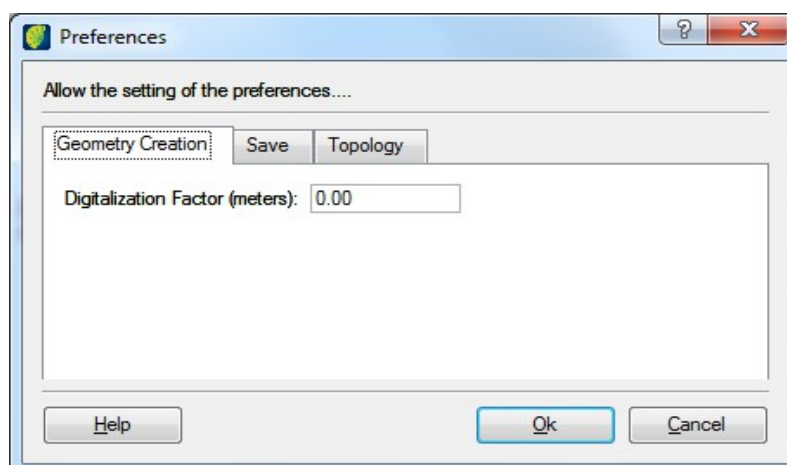 Preferences
?
Allow the setting of the preferences....
Geometry Creation Save Topology
Digitalization Factor (meters): 0.00
Help Ok Cancel